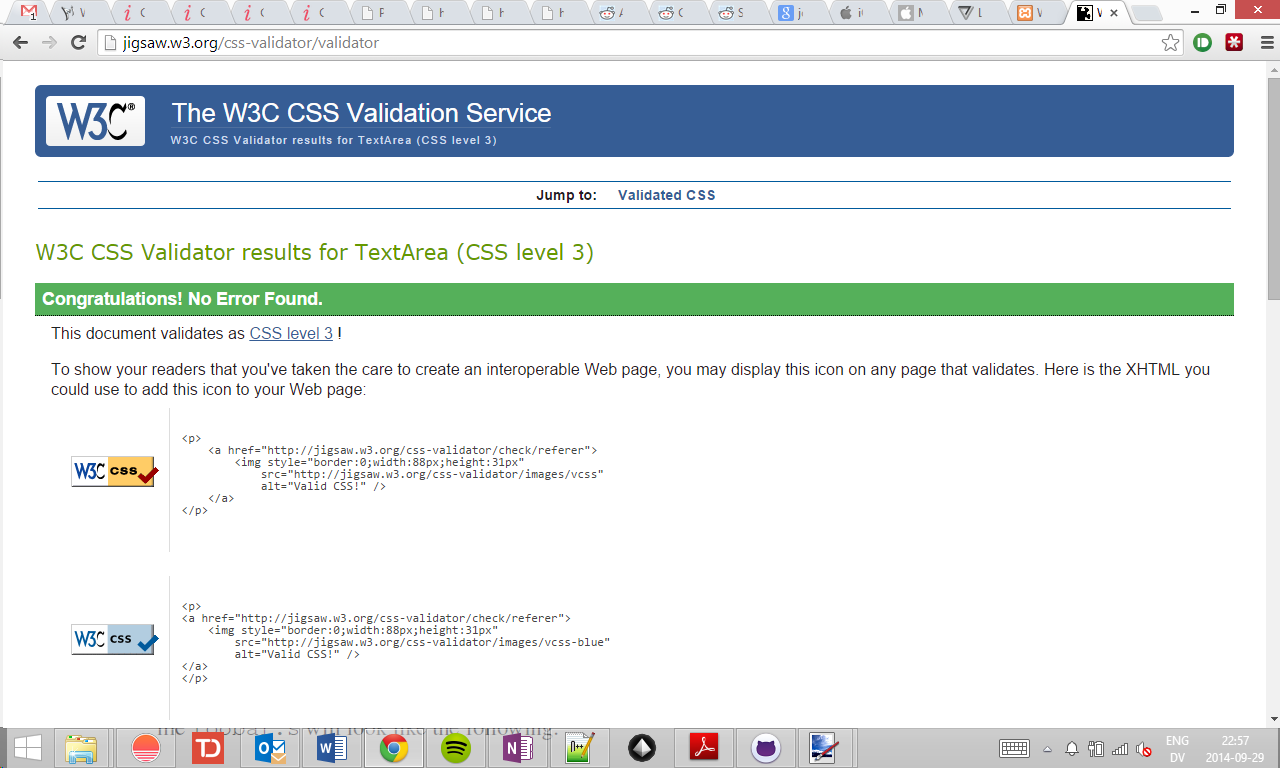 jigsaw.w3.org/css-validator/validator
W3C®
The W3C CSS Validation Service
W3C CSS Validator results for TextArea (CSS level 3)
Jump to: Validated CSS
W3C CSS Validator results for TextArea (CSS level 3)
Congratulations! No Error Found.
This document validates as CSS level 3 !
To show your readers that you've taken the care to create an interoperable Web page, you may display this icon on any page that validates. Here is the XHTML you
could use to add this icon to your Web page:
W3C css
<p>
<a href="http://jigsaw.w3.org/css-validator/check/referer">
<img style="border:0;width:88px;height:31px"
src="http://jigsaw.w3.org/css-validator/images/vcss"
alt="Valid CSS!" />
</a>
</p>
W3C css
<p>
<a href="http://jigsaw.w3.org/css-validator/check/referer">
<img style="border:0;width:88px;height:31px"
src="http://jigsaw.w3.org/css-validator/images/vcss-blue"
alt="Valid CSS!" />
</a>
</p>
will look like the following.
ENG 22:57
DV 2014-09-29